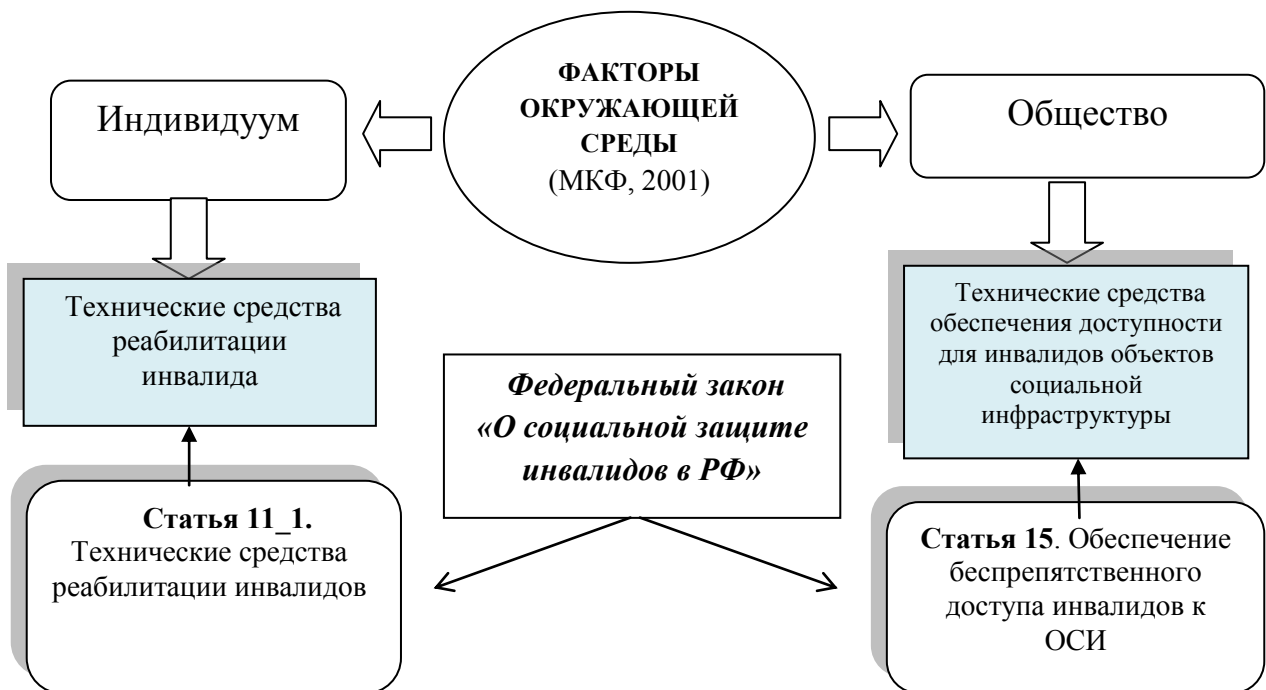 ФАКТОРЫ
ОКРУЖАЮЩЕЙ
СРЕДЫ
(МКФ, 2001)
Индивидуум
Общество
Технические средства
реабилитации
инвалида
Технические средства
обеспечения доступности
для инвалидов объектов
социальной
инфраструктуры
Федеральный закон
«О социальной защите
инвалидов в РФ»
Статья 11_1.
Технические средства
реабилитации инвалидов
Статья 15. Обеспечение
беспрепятственного
доступа инвалидов к
ОСИ